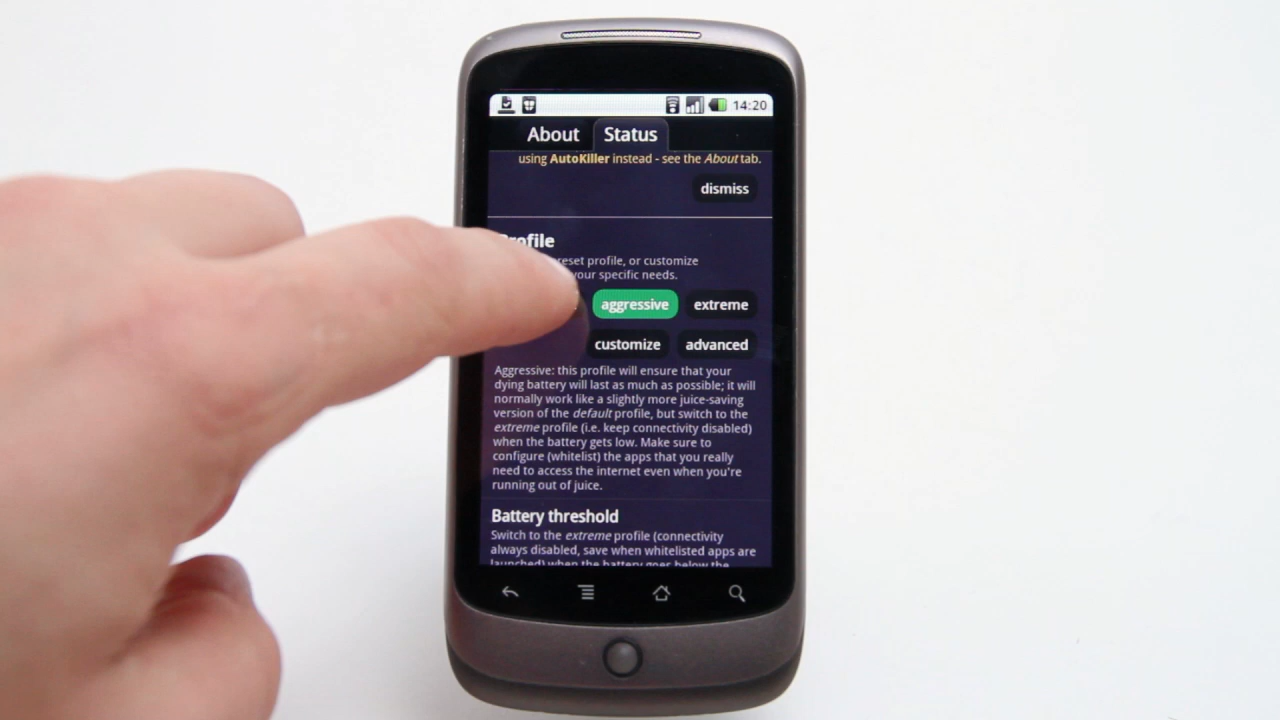 14:20
About Status
using AutoKiller instead - see the About tab.
dismiss
Profile
reset profile, or customize
your specific needs.
aggressive extreme
customize advanced
Aggressive: this profile will ensure that your
dying battery will last as much as possible; it will
normally work like a slightly more juice-saving
version of the default profile, but switch to the
extreme profile (i.e. keep connectivity disabled)
when the battery gets low. Make sure to
configure (whitelist) the apps that you really
need to access the internet even when you're
running out of juice.
Battery threshold
Switch to the extreme profile (connectivity
always disabled, save when whitelisted apps are
launched) when the battery goes below the